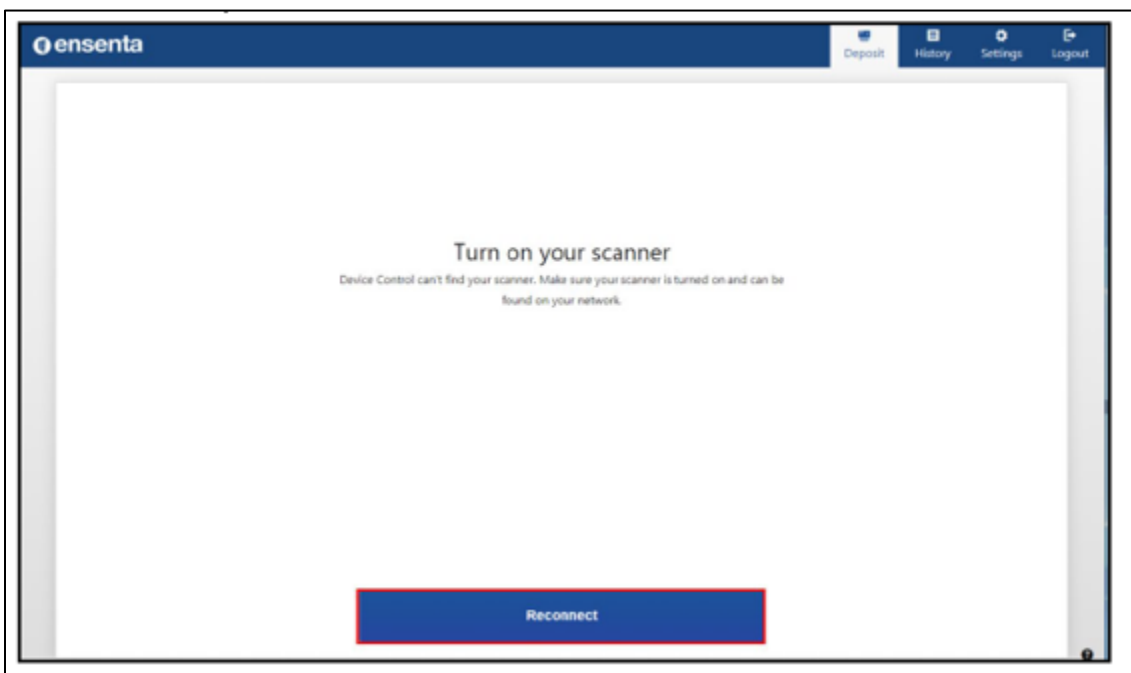 ensenta
Deposit
History
Settings
Logout
Turn on your scanner
Device Control can't find your scanner. Make sure your scanner is turned on and can be
found on your network.
Reconnect
?